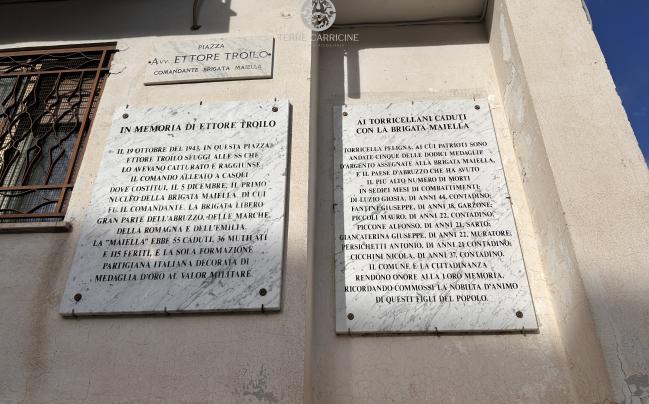 TERRE CARRICINE
PIAZZA
AVV. ETTORE TROILO
COMANDANTE BRIGATA MAIELLA
IN MEMORIA DI ETTORE TROILO
IL 19 OTTOBRE DEL 1943, IN QUESTA PIAZZA,
ETTORE TROILO SFUGGI ALLE SS CHE
LO AVEVANO CATTURATO E RAGGIUNSE
IL COMANDO ALLEATO A CASOLI
DOVE COSTITUI, IL 5 DICEMBRE, IL PRIMO
NUCLEO DELLA BRIGATA MAIELLA, DI CUI
FU IL COMANDANTE. LA BRIGATA LIBERO
GRAN PARTE DELL'ABRUZZO, DELLE MARCHE,
DELLA ROMAGNA E DELL'EMILIA.
LA "MAIELLA" EBBE 55 CADUTI, 36 MUTILATI
E 115 FERITI, E LA SOLA FORMAZIONE
PARTIGIANA ITALIANA DECORATA DI
MEDAGLIA D'ORO AL VALOR MILITARE.
AI TORRICELLANI CADUTI
CON LA BRIGATA MAIELLA
TORRICELLA PELIGNA, AI CUI PATRIOTI SONO
ANDATE CINQUE DELLE DODICI MEDAGLIE
D'ARGENTO ASSEGNATE ALLA BRIGATA MAIELLA,
E IL PAESE D'ABRUZZO CHE HA AVUTO
IL PIU ALTO NUMERO DI MORTI
IN SEDICI MESI DI COMBATTIMENTI:
DI LUZIO GIOSIA, DI ANNI 44, CONTADINO,
FANTINI GIUSEPPE, DI ANNI 18, GARZONE;
PICCOLI MAURO, DI ANNI 22, CONTADINO,
PICCONE ALFONSO, DI ANNI 21, SARTO;
GIANCATERINA GIUSEPPE, DI ANNI 22, MURATORE;
PERSICHETTI ANTONIO, DI ANNI 21 CONTADINO;
CICCHINI NICOLA, DI ANNI 37, CONTADINO.
IL COMUNE E LA CITTADINANZA
RENDONO ONORE ALLA LORO MEMORIA,
RICORDANDO COMMOSSI LA NOBILTA D'ANIMO
DI QUESTI FIGLI DEL POPOLO.